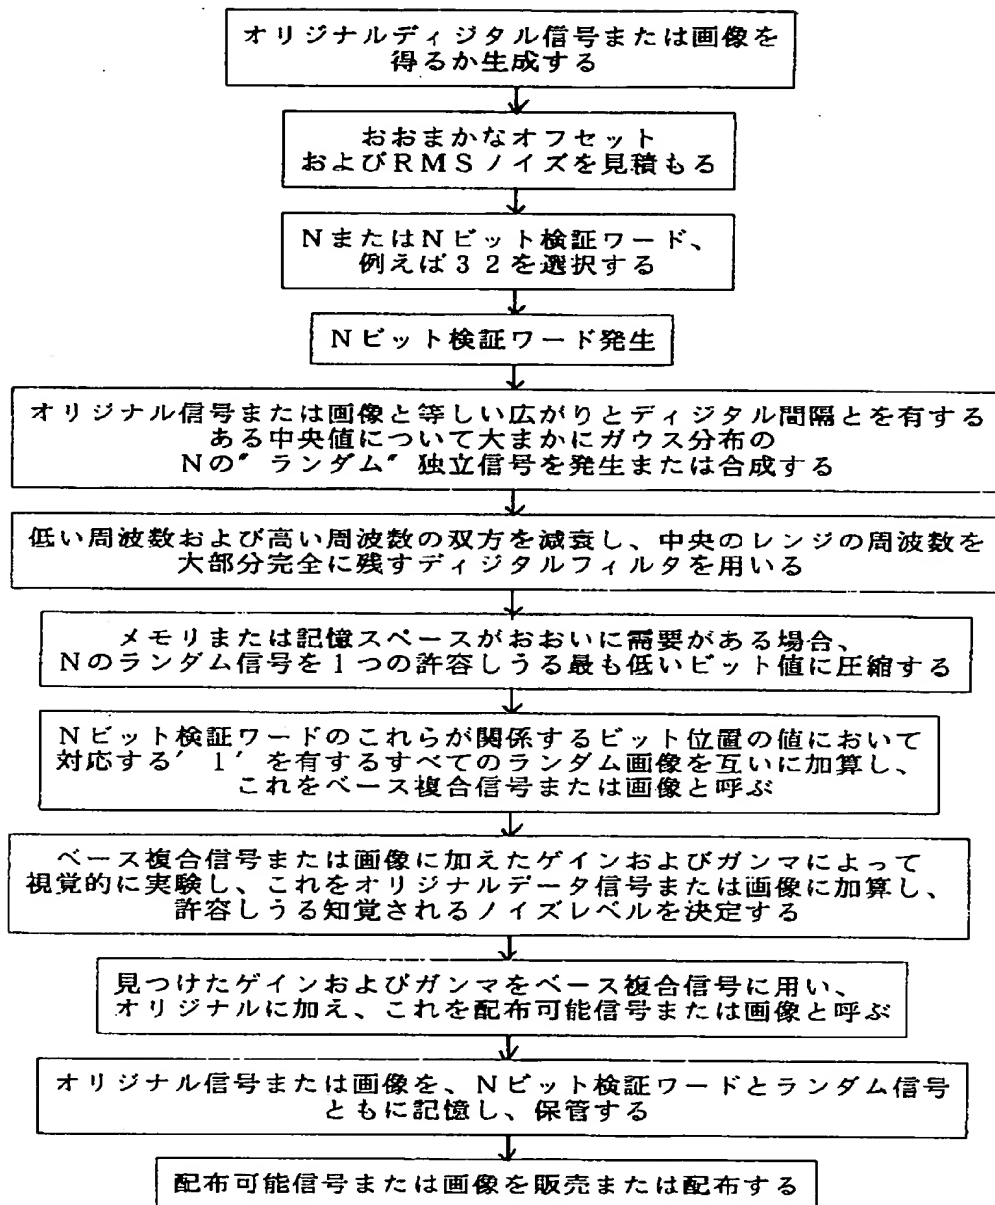 オリジナルディジタル信号または画像を
得るか生成する
おおまかなオフセット
およびRMSノイズを見積もる
NまたはNビット検証ワード、
例えば32を選択する
Nビット検証ワード発生
オリジナル信号または画像と等しい広がりとディジタル間隔とを有する
ある中央値について大まかにガウス分布の
Nの"ランダム"独立信号を発生または合成する
低い周波数および高い周波数の双方を減衰し、中央のレンジの周波数を
大部分完全に残すディジタルフィルタを用いる
メモリまたは記憶スペースがおおいに需要がある場合、
Nのランダム信号を1つの許容しうる最も低いビット値に圧縮する
Nビット検証ワードのこれらが関係するビット位置の値において
対応する'1'を有するすべてのランダム画像を互いに加算し、
これをベース複合信号または画像と呼ぶ
ベース複合信号または画像に加えたゲインおよびガンマによって
視覚的に実験し、これをオリジナルデータ信号または画像に加算し、
許容しうる知覚されるノイズレベルを決定する
見つけたゲインおよびガンマをベース複合信号に用い、
オリジナルに加え、これを配布可能信号または画像と呼ぶ
オリジナル信号または画像を、Nビット検証ワードとランダム信号
ともに記憶し、保管する
配布可能信号または画像を販売または配布する